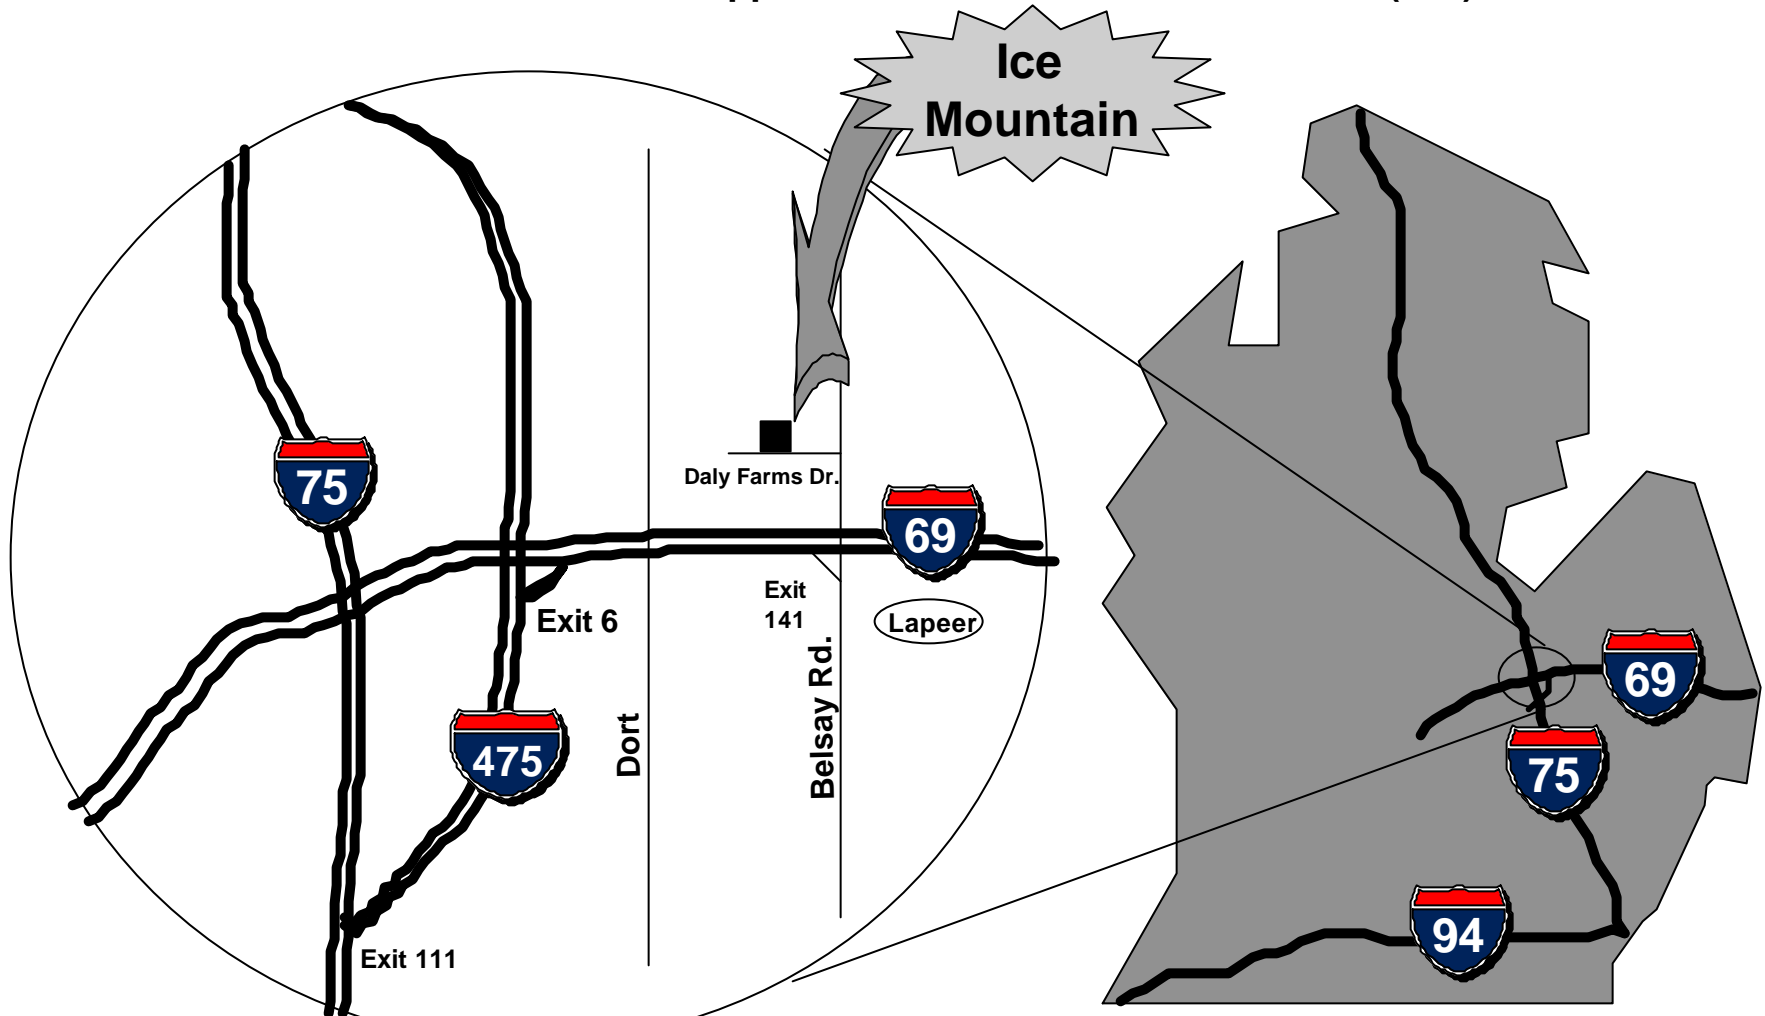 Ice
Mountain
75
Daly Farms Dr.
69
Exit
141
Exit 6
Lapeer
Belsay Rd.
Dort
475
Exit 111
69
75
94